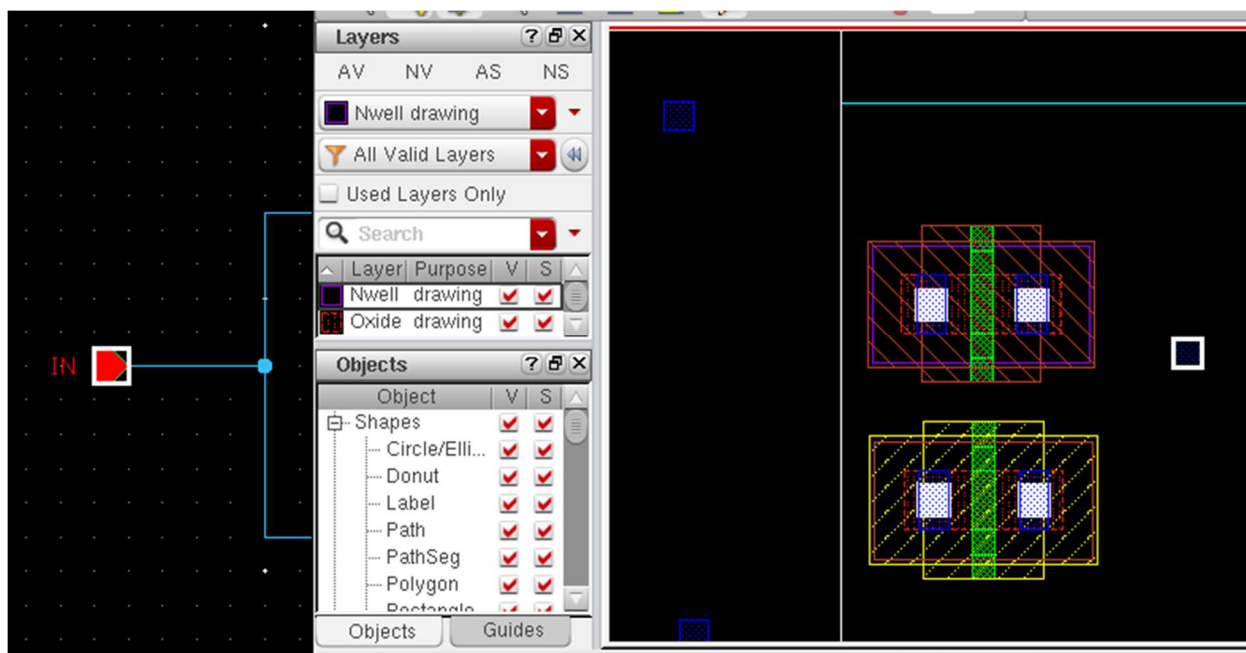 Layers
AV NV AS NS
Nwell drawing
All Valid Layers
Used Layers Only
Search
Layer Purpose V S
Nwell drawing
Oxide drawing
IN
Objects
Object V S
Shapes
Circle/Elli...
Donut
Label
Path
PathSeg
Polygon
Rectangle
Objects Guides